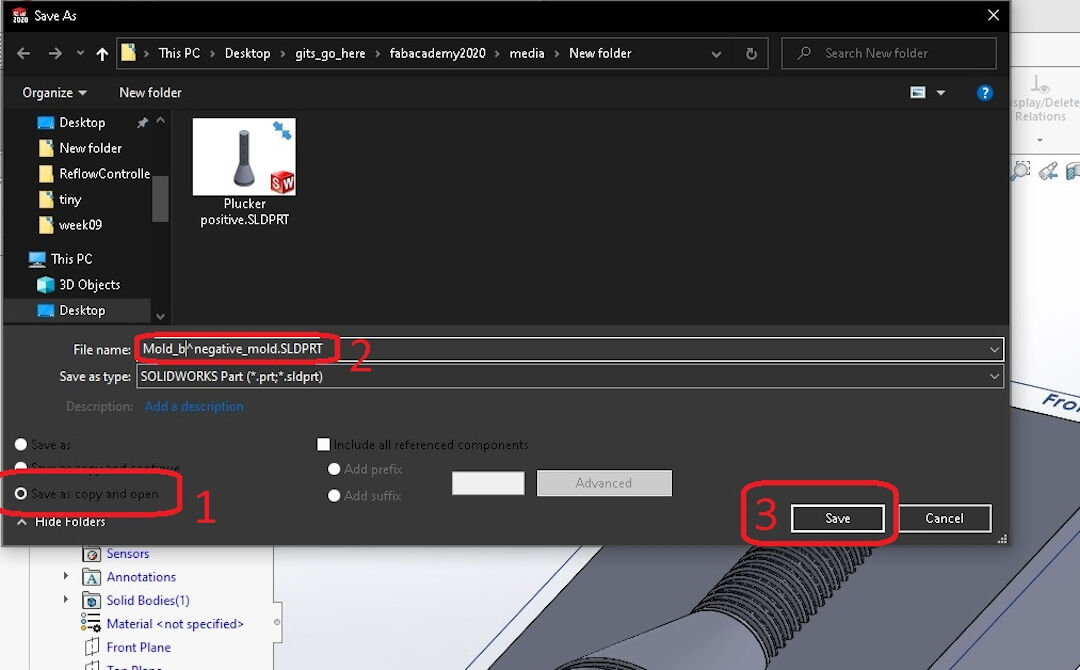 SW 2020 Save As
This PC > Desktop > gits_go_here > fabacademy2020 > media > New folder
Search New folder
Organize New folder ?
Desktop
New folder
ReflowControlle
tiny
week09
This PC
3D Objects
Desktop
SW
Plucker
positive.SLDPRT
isplay/Delete
Relations
File name: Mold_b^negative_mold.SLDPRT 2
Save as type: SOLIDWORKS Part (*.prt;*.sldprt)
Description: Add a description
Save as
Include all referenced components
Save as copy and continue
Add prefix
Advanced
Save as copy and open 1
Add suffix
3 Save Cancel
Hide Folders
Fro
Sensors
A Annotations
Solid Bodies(1)
Material <not specified>
Front Plane
Top Plane